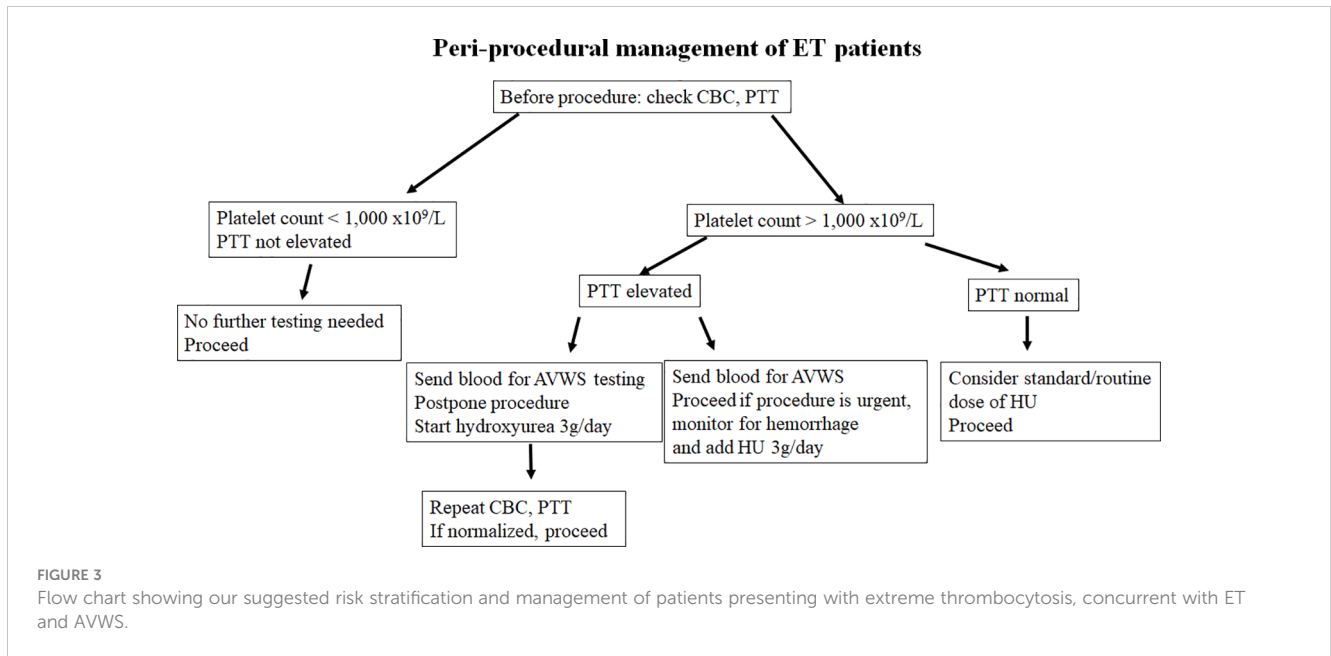 Peri-procedural management of ET patients
Before procedure: check CBC, PTT
Platelet count < 1,000 x10⁹/L
PTT not elevated
Platelet count > 1,000 x10⁹/L
No further testing needed
Proceed
PTT elevated
PTT normal
Send blood for AVWS testing
Postpone procedure
Start hydroxyurea 3g/day
Send blood for AVWS
Proceed if procedure is urgent,
monitor for hemorrhage
and add HU 3g/day
Consider standard/routine
dose of HU
Proceed
Repeat CBC, PTT
If normalized, proceed
FIGURE 3
Flow chart showing our suggested risk stratification and management of patients presenting with extreme thrombocytosis, concurrent with ET
and AVWS.